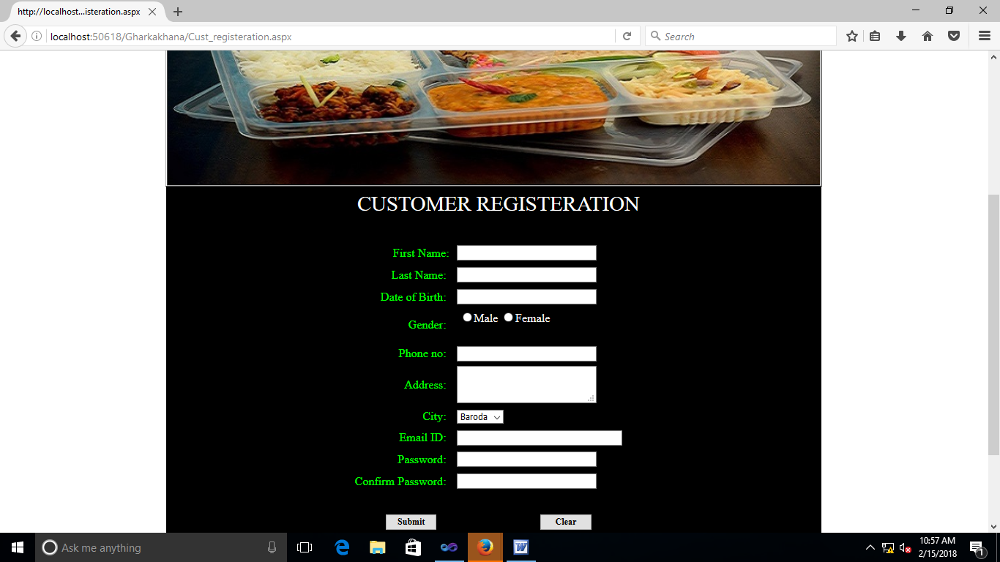 http://localhost...isteration.aspx
localhost:50618/Gharkakhana/Cust_registeration.aspx
Search
CUSTOMER REGISTERATION
First Name:
Last Name:
Date of Birth:
Gender: Male Female
Phone no:
Address:
City: Baroda
Email ID:
Password:
Confirm Password:
Submit Clear
Ask me anything
10:57 AM
2/15/2018
1